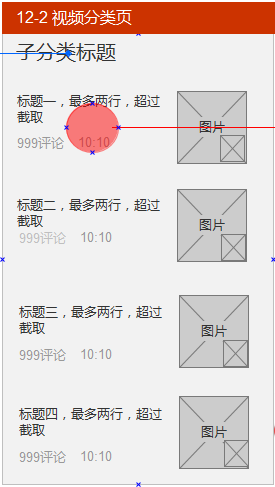 12-2 视频分类页
子分类标题
标题一，最多两行，超过
截取
999评论 10:10
图片
标题二，最多两行，超过
截取
999评论 10:10
图片
标题三，最多两行，超过
截取
999评论 10:10
图片
标题四，最多两行，超过
截取
999评论 10:10
图片